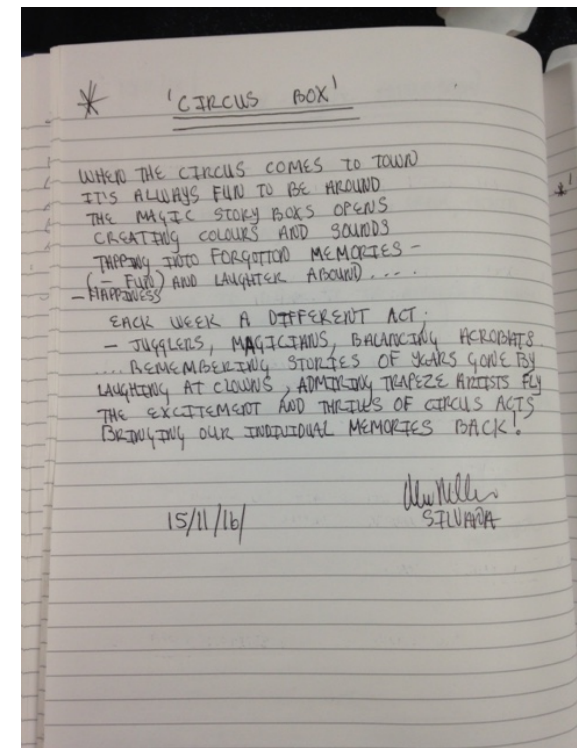 * 'CIRCUS BOX'
WHEN THE CIRCUS COMES TO TOWN
IT'S ALWAYS FUN TO BE AROUND
THE MAGIC STORY BOXS OPENS
CREATING COLOURS AND SOUNDS
TAPPING INTO FORGOTTON MEMORIES -
(- FUN) AND LAUGHTER ABOUND....
- HAPPINESS
EACK WEEK A DIFFERENT ACT.
- JUGGLERS, MAGICIANS, BALANCING ACROBATS
.... REMEMBERING STORIES OF YEARS GONE BY
LAUGHING AT CLOWNS, ADMIRING TRAPEZE ARTISTS FLY
THE EXCITEMENT AND THRILLS OF CIRCUS ACTS
BRINGING OUR INDIVIDUAL MEMORIES BACK!
15/11/16/
SILVANA